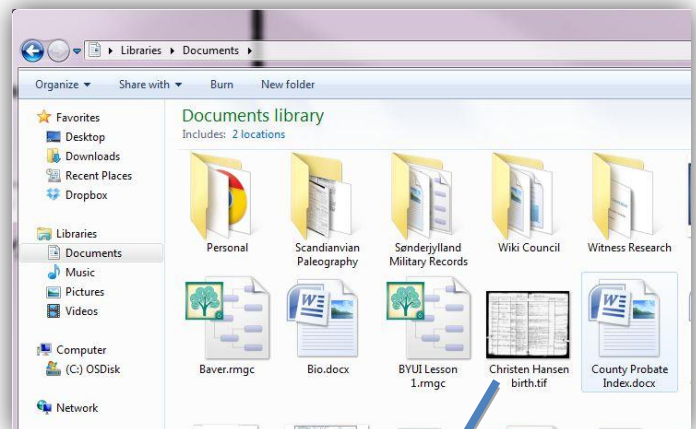 Libraries ▸ Documents ▸
Organize Share with Burn New folder
Favorites
Desktop
Downloads
Recent Places
Dropbox
Libraries
Documents
Music
Pictures
Videos
Computer
(C:) OSDisk
Network
Documents library
Includes: 2 locations
Personal
Scandianvian
Paleography
Sønderjylland
Military Records
Wiki Council
Witness Research
Baver.rmgc
Bio.docx
BYUI Lesson
1.rmgc
Christen Hansen
birth.tif
County Probate
Index.docx